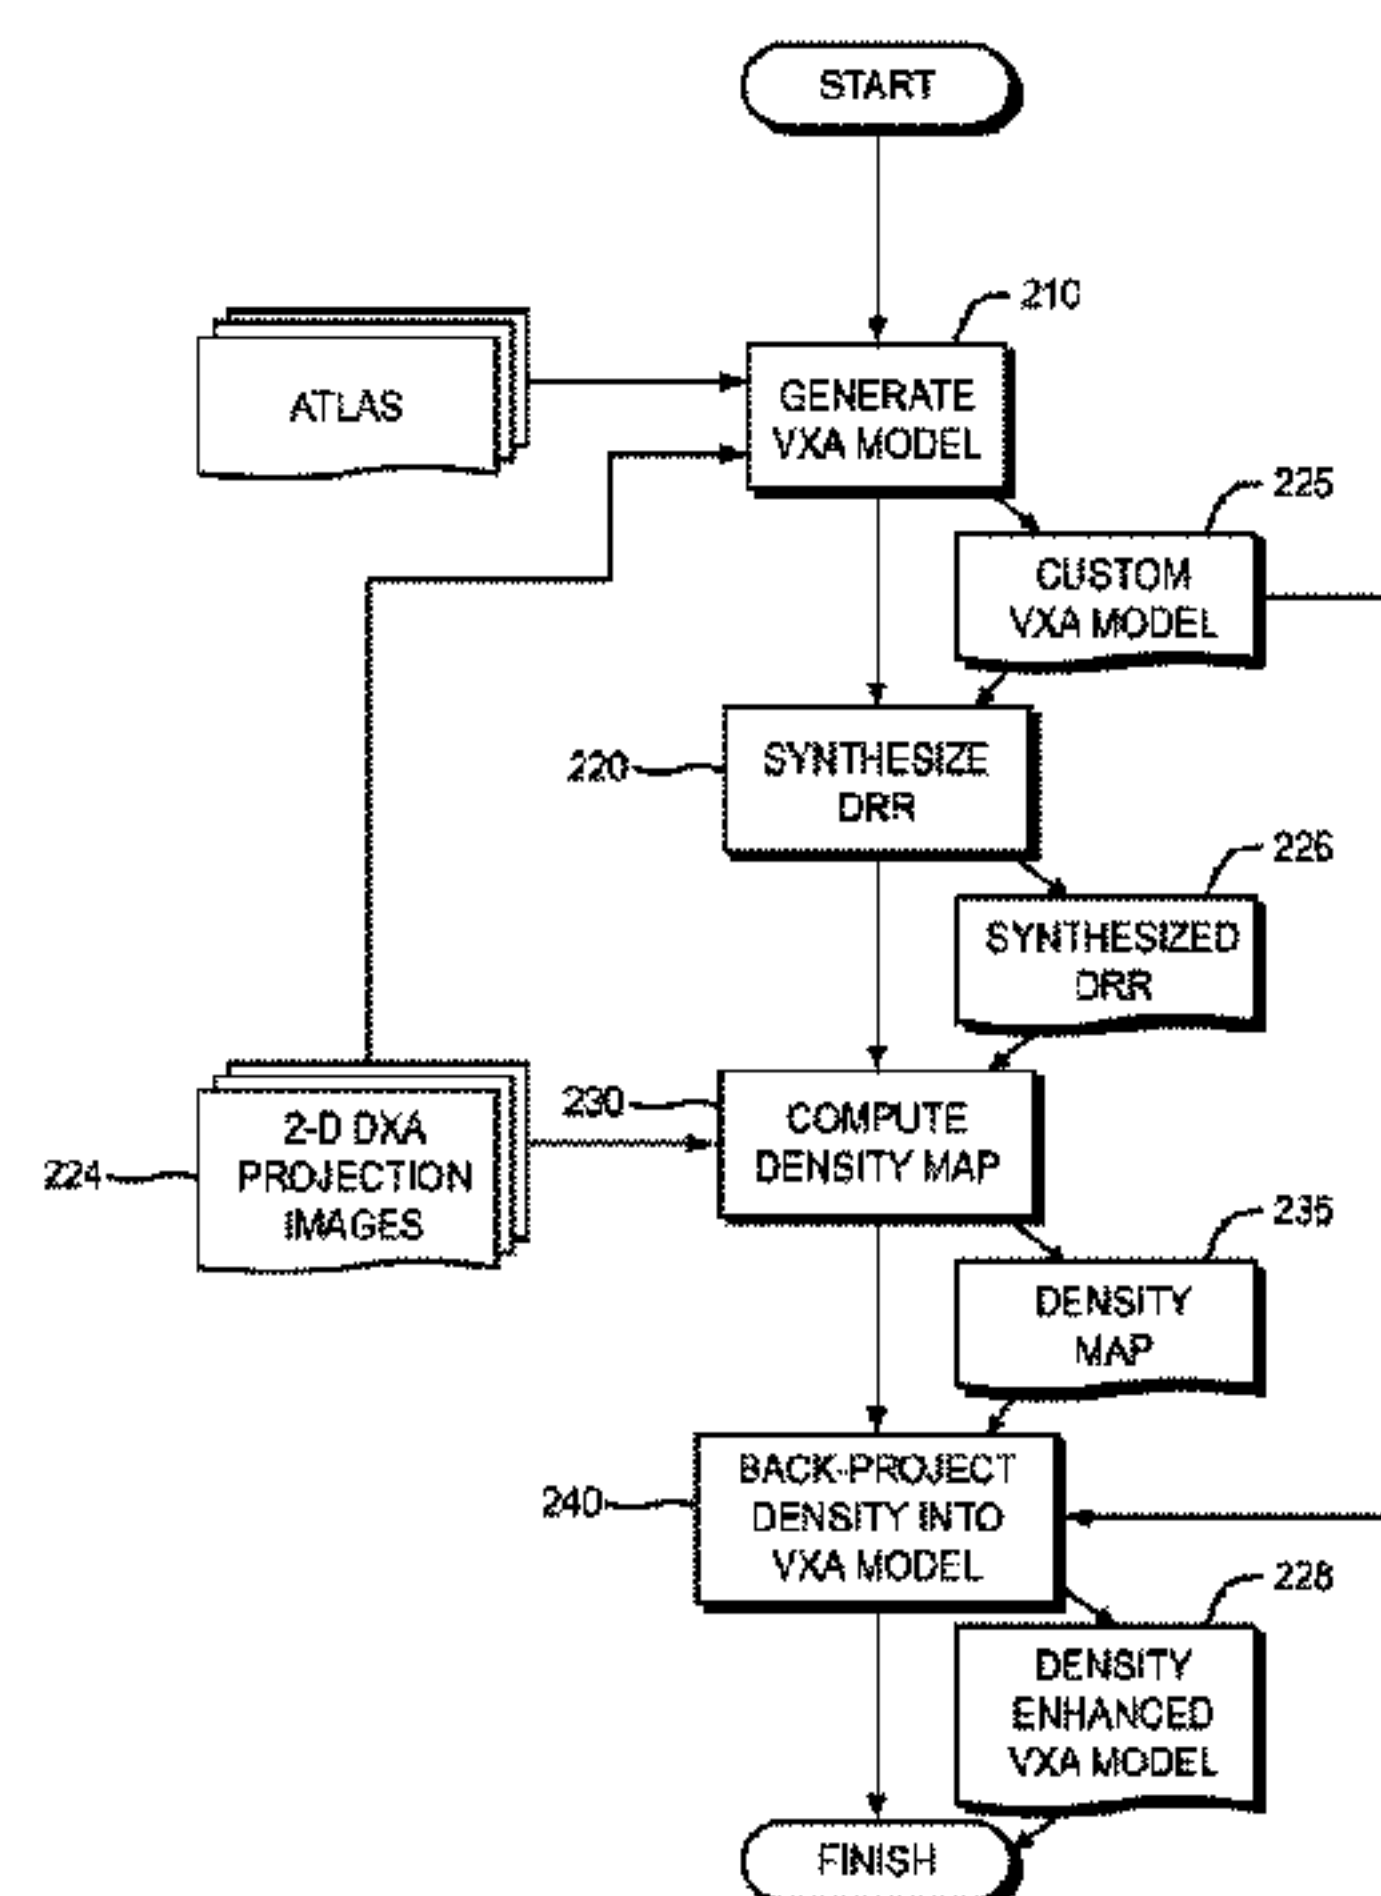 START
210
ATLAS
GENERATE
VXA MODEL
225
CUSTOM
VXA MODEL
220
SYNTHESIZE
DRR
226
SYNTHESIZED
DRR
230
COMPUTE
DENSITY MAP
224
2-D DXA
PROJECTION
IMAGES
235
DENSITY
MAP
240
BACK-PROJECT
DENSITY INTO
VXA MODEL
228
DENSITY
ENHANCED
VXA MODEL
FINISH